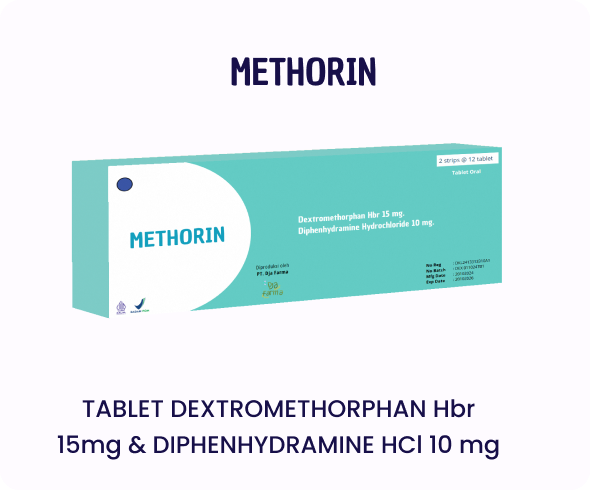 METHORIN
2 strips @ 12 tablet
Tablet Oral
Dextromethorphan Hbr 15 mg.
Diphenhydramine Hydrochloride 10 mg.
METHORIN
Diproduksi oleh
PT. Oja Farma
No Reg
No Batch
Mfg Date
Exp Date
TABLET DEXTROMETHORPHAN Hbr
15mg & DIPHENHYDRAMINE HCl 10 mg